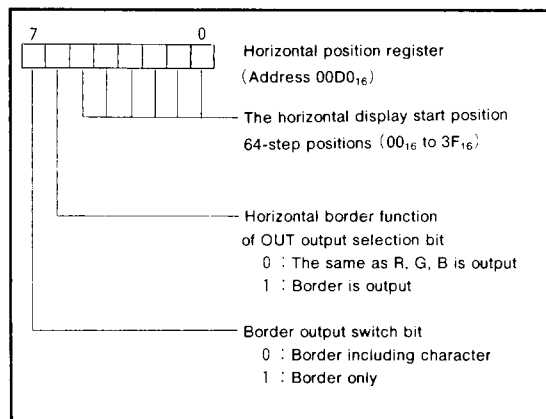 7 0
Horizontal position register
(Address 00D0₁₆)
The horizontal display start position
64-step positions (00₁₆ to 3F₁₆)
Horizontal border function
of OUT output selection bit
0 : The same as R, G, B is output
1 : Border is output
Border output switch bit
0 : Border including character
1 : Border only